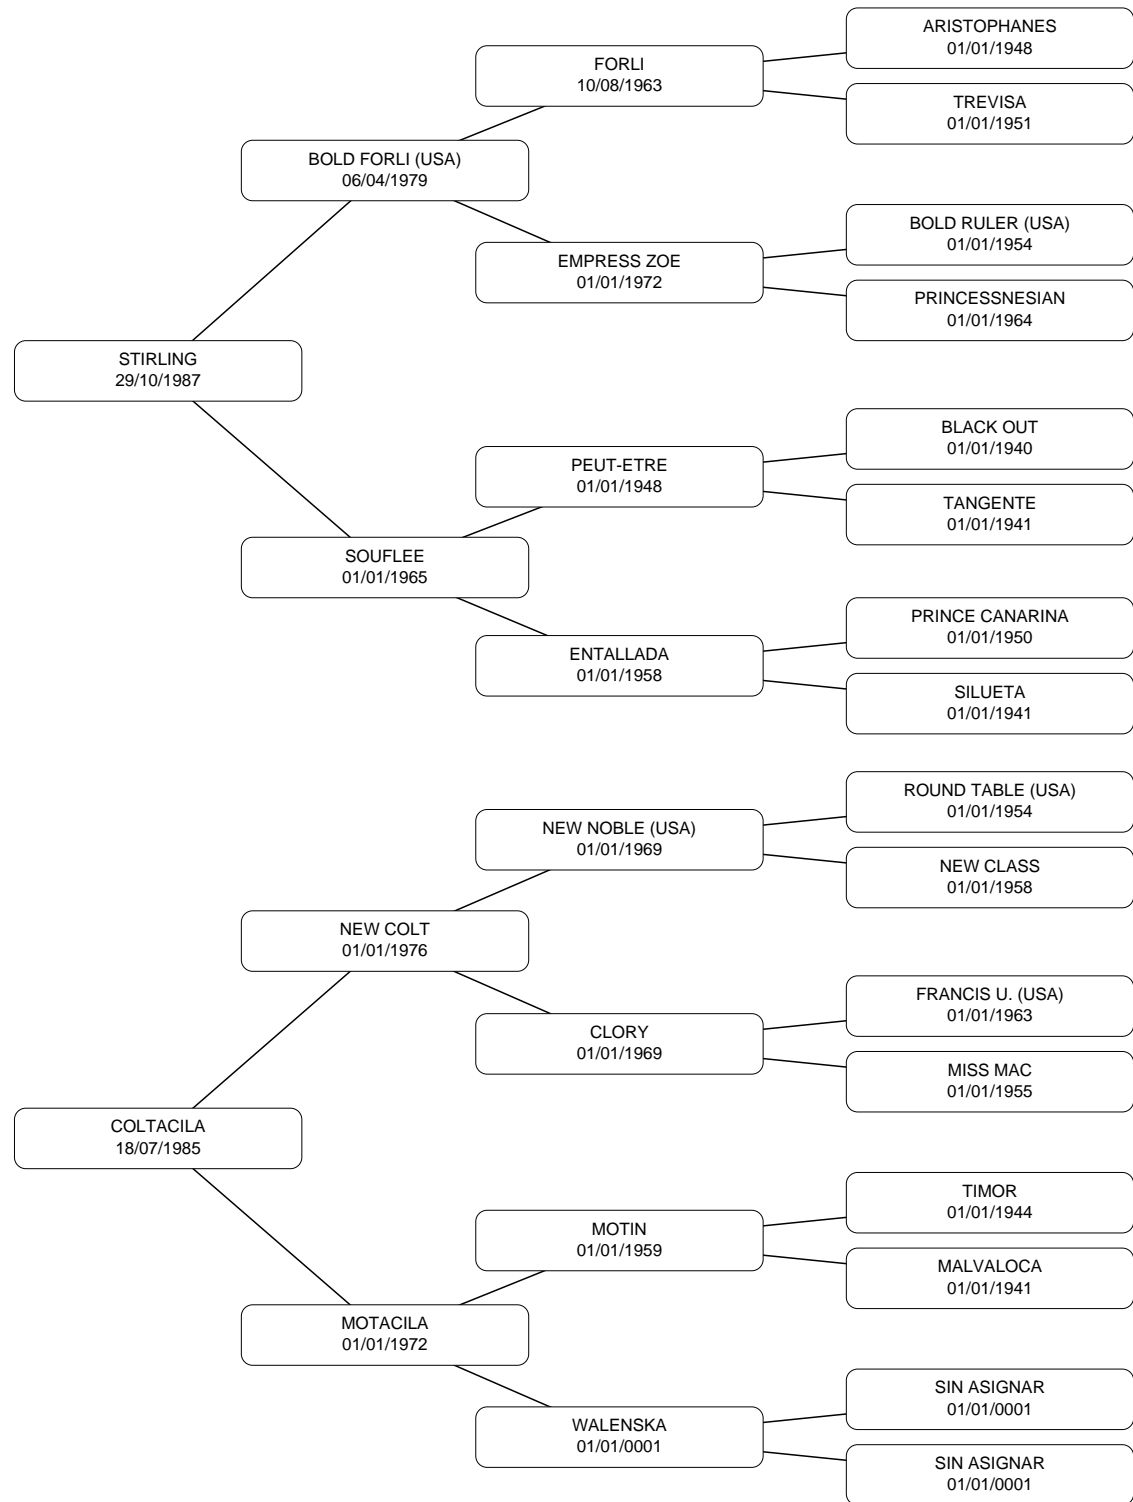 ARISTOPHANES
01/01/1948
FORLI
10/08/1963
TREVISA
01/01/1951
BOLD FORLI (USA)
06/04/1979
BOLD RULER (USA)
01/01/1954
EMPRESS ZOE
01/01/1972
PRINCESSNESIAN
01/01/1964
STIRLING
29/10/1987
BLACK OUT
01/01/1940
PEUT-ETRE
01/01/1948
TANGENTE
01/01/1941
SOUFLEE
01/01/1965
PRINCE CANARINA
01/01/1950
ENTALLADA
01/01/1958
SILUETA
01/01/1941
ROUND TABLE (USA)
01/01/1954
NEW NOBLE (USA)
01/01/1969
NEW CLASS
01/01/1958
NEW COLT
01/01/1976
FRANCIS U. (USA)
01/01/1963
CLORY
01/01/1969
MISS MAC
01/01/1955
COLTACILA
18/07/1985
TIMOR
01/01/1944
MOTIN
01/01/1959
MALVALOCA
01/01/1941
MOTACILA
01/01/1972
SIN ASIGNAR
01/01/0001
WALENSKA
01/01/0001
SIN ASIGNAR
01/01/0001